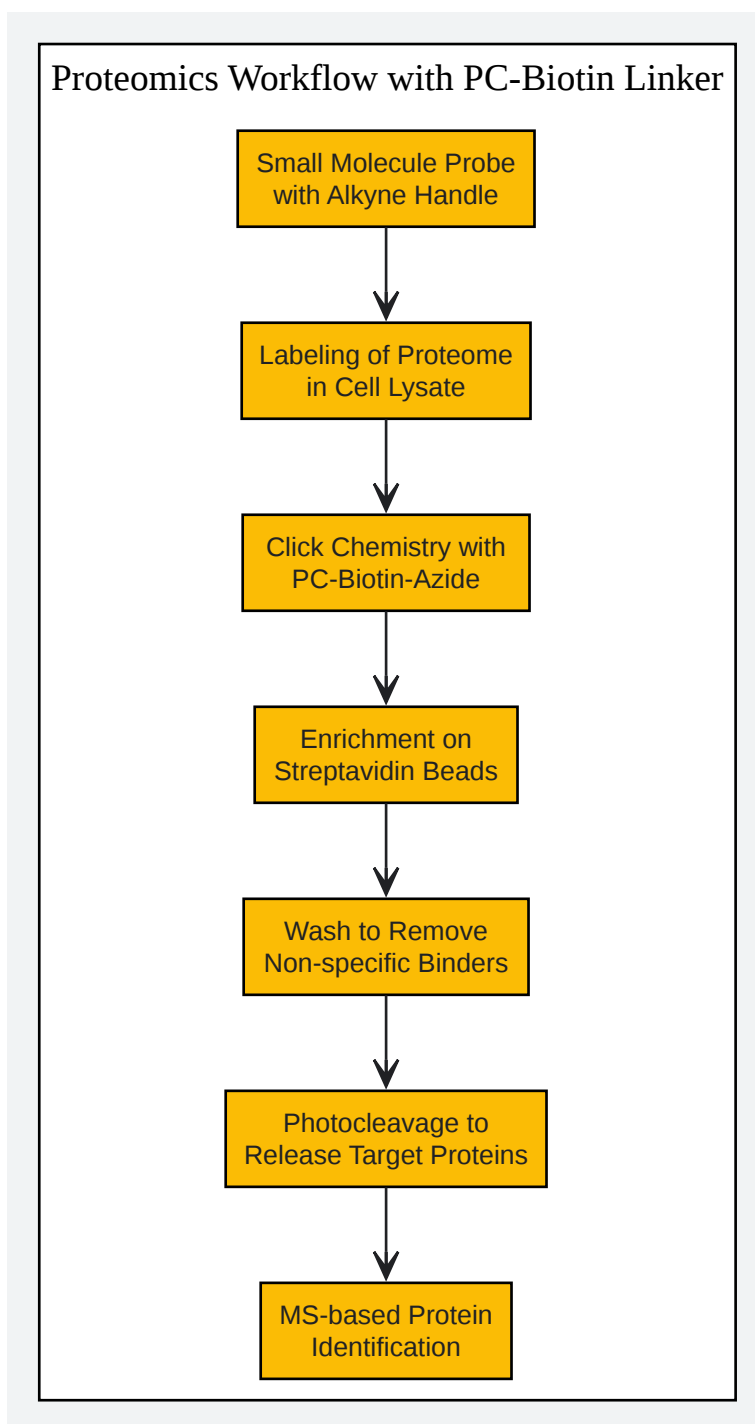 Proteomics Workflow with PC-Biotin Linker
Small Molecule Probe
with Alkyne Handle
Labeling of Proteome
in Cell Lysate
Click Chemistry with
PC-Biotin-Azide
Enrichment on
Streptavidin Beads
Wash to Remove
Non-specific Binders
Photocleavage to
Release Target Proteins
MS-based Protein
Identification